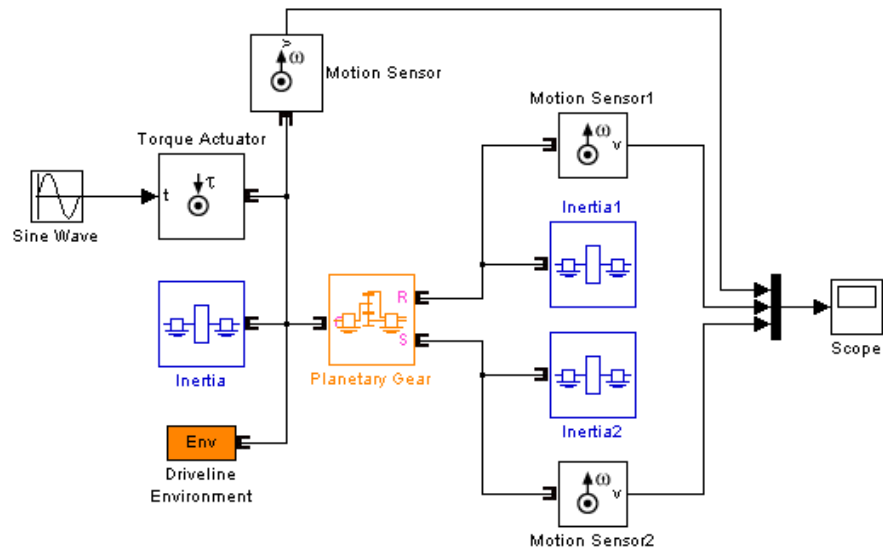 v
ω
Motion Sensor
Motion Sensor1
ω
v
Torque Actuator
t
τ
Sine Wave
Inertia1
R
C
S
Inertia
Planetary Gear
Scope
Inertia2
Env
Driveline
Environment
ω
v
Motion Sensor2